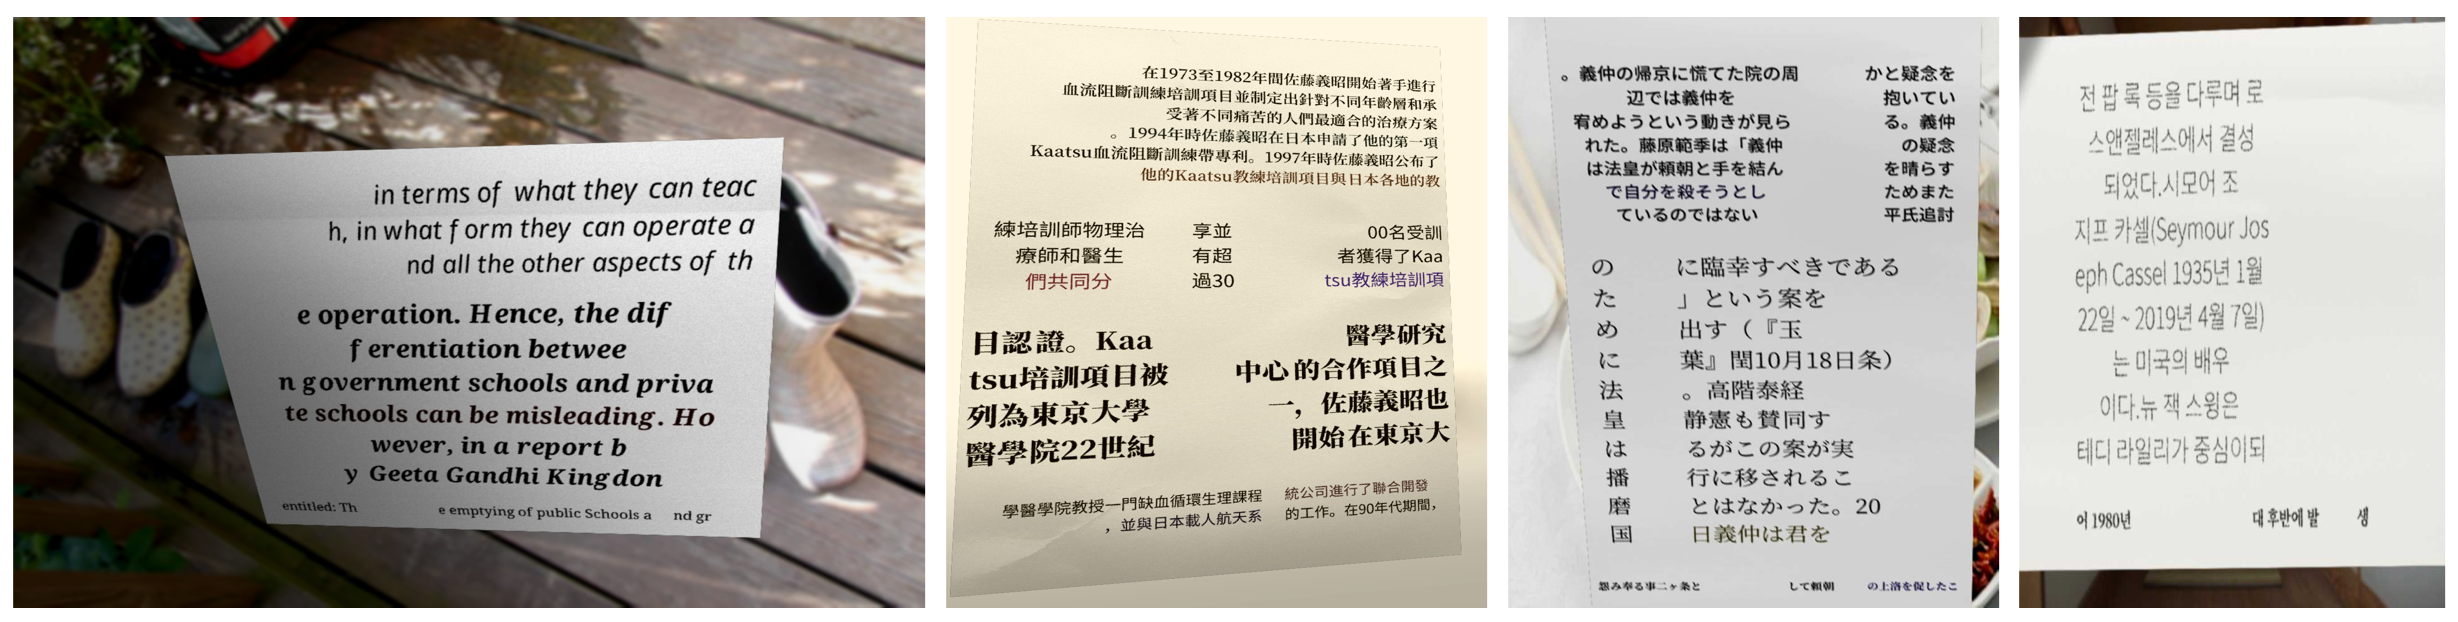 in terms of what they can teac
h, in what form they can operate a
nd all the other aspects of th
e operation. Hence, the dif
ferentiation betwee
n government schools and priva
te schools can be misleading. Ho
wever, in a report b
y Geeta Gandhi Kingdon
entitled: Th
e emptying of public Schools a
nd gr
在1973至1982年間佐藤義昭開始著手進行
血流阻斷訓練培訓項目並制定出針對不同年齡層和承
受著不同痛苦的人們最適合的治療方案
。1994年時佐藤義昭在日本申請了他的第一項
Kaatsu血流阻斷訓練帶專利。1997年時佐藤義昭公布了
他的Kaatsu教練培訓項目與日本各地的教
練培訓師物理治
療師和醫生
們共同分
享並
有超
過30
00名受訓
者獲得了Kaa
tsu教練培訓項
目認證。Kaa
tsu培訓項目被
列為東京大學
醫學院22世紀
醫學研究
中心的合作項目之
一，佐藤義昭也
開始在東京大
學醫學院教授一門缺血循環生理課程
，並與日本載人航天系
統公司進行了聯合開發
的工作。在90年代期間，
。義仲の帰京に慌てた院の周
辺では義仲を
宥めようという動きが見ら
れた。藤原範季は「義仲
は法皇が頼朝と手を結ん
で自分を殺そうとし
ているのではない
かと疑念を
抱いてい
る。義仲
の疑念
を晴らす
ためまた
平氏追討
の
た
め
に
法
皇
は
播
磨
国
に臨幸すべきである
」という案を
出す（『玉
葉』閏10月18日条）
。高階泰経
静憲も賛同す
るがこの案が実
行に移されるこ
とはなかった。20
日義仲は君を
怨み奉る事二ヶ条と
して頼朝
の上洛を促したこ
전 팝 록 등을 다루며 로
스앤젤레스에서 결성
되었다.시모어 조
지프 카셀(Seymour Jos
eph Cassel 1935년 1월
22일 ~ 2019년 4월 7일)
는 미국의 배우
이다.뉴 잭 스윙은
테디 라일리가 중심이되
어 1980년
대 후반에 발
생